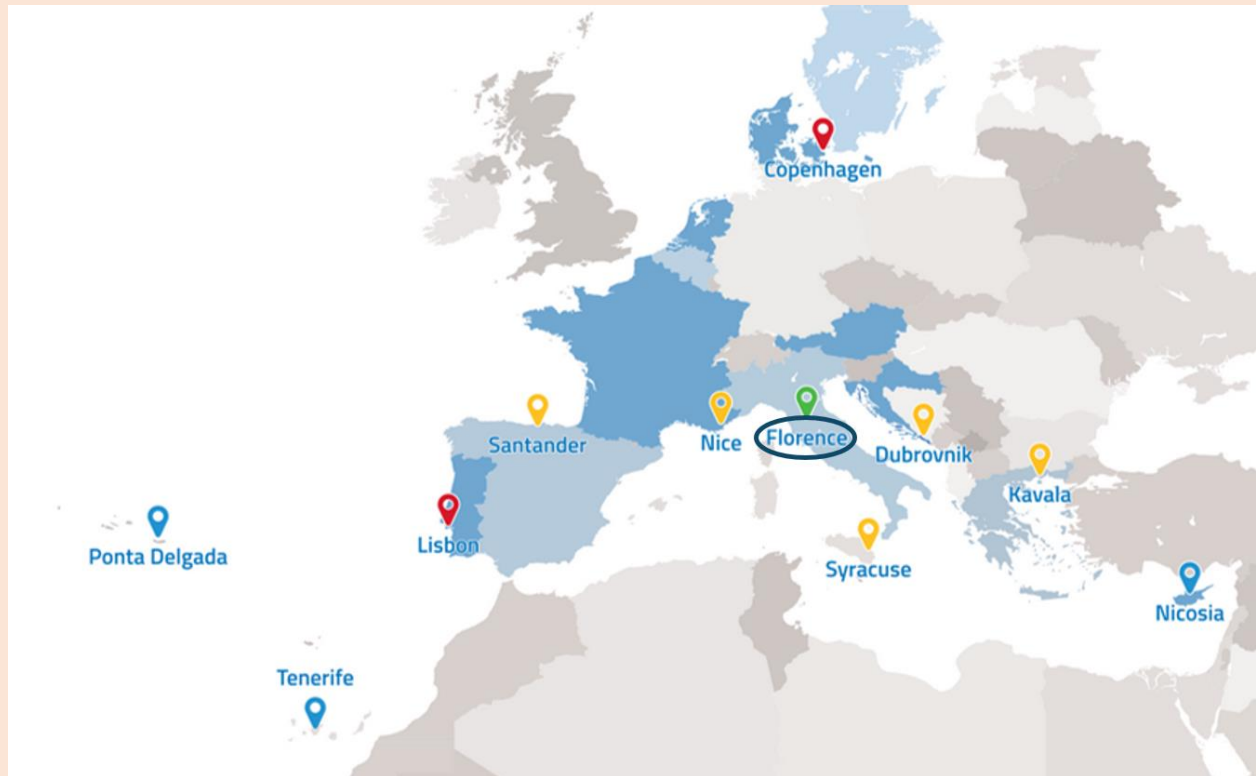 Copenhagen
Santander
Nice
Florence
Dubrovnik
Kavala
Lisbon
Ponta Delgada
Syracuse
Nicosia
Tenerife